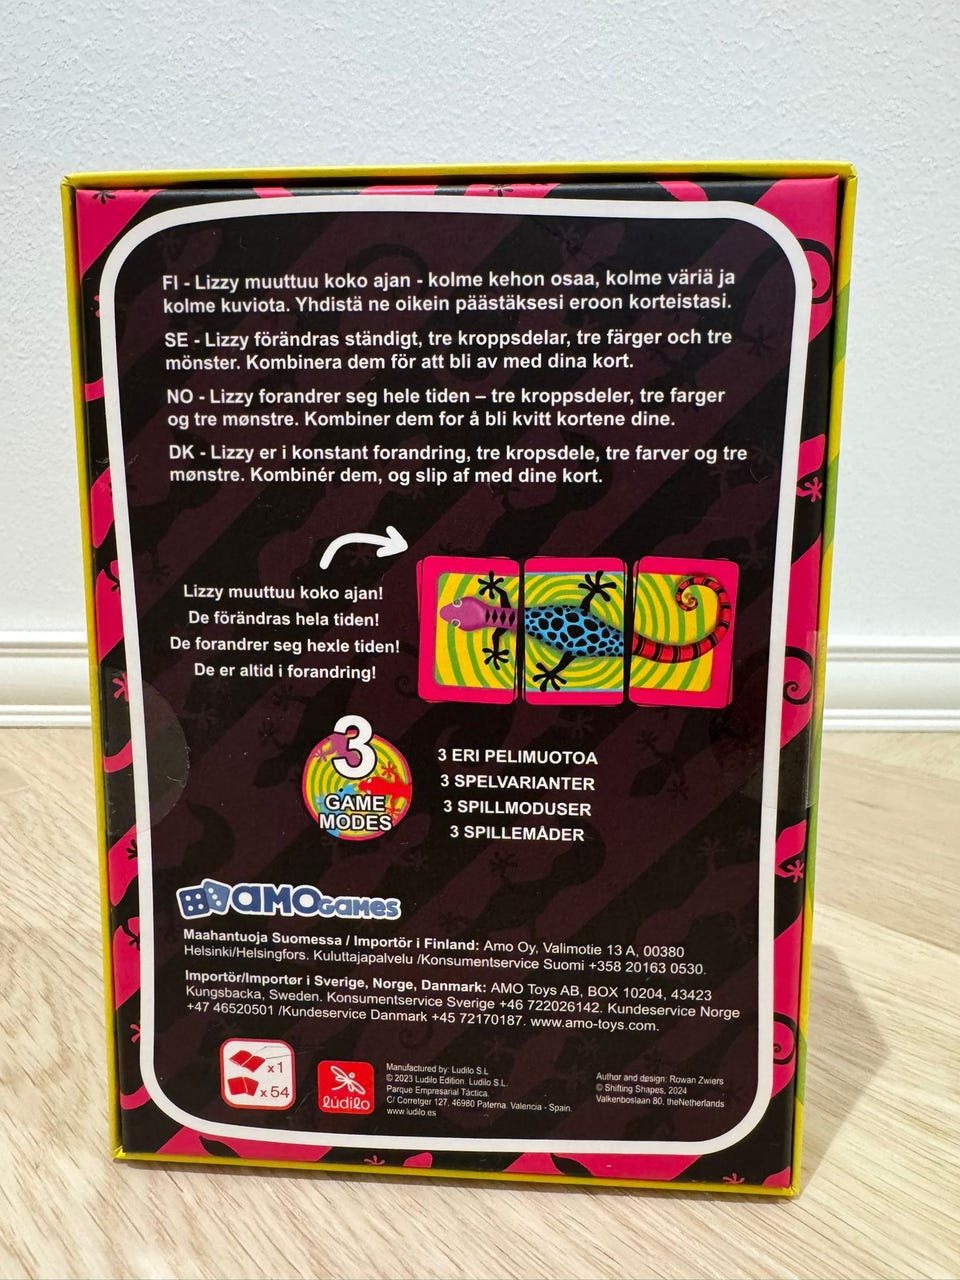 FI - Lizzy muuttuu koko ajan - kolme kehon osaa, kolme väriä ja
kolme kuviota. Yhdistä ne oikein päästäksesi eroon korteistasi.
SE - Lizzy förändras ständigt, tre kroppsdelar, tre färger och tre
mönster. Kombinera dem för att bli av med dina kort.
NO - Lizzy forandrer seg hele tiden – tre kroppsdeler, tre farger
og tre mønstre. Kombiner dem for å bli kvitt kortene dine.
DK - Lizzy er i konstant forandring, tre kropsdele, tre farver og tre
mønstre. Kombinér dem, og slip af med dine kort.
Lizzy muuttuu koko ajan!
De förändras hela tiden!
De forandrer seg hexle tiden!
De er altid i forandring!
3
GAME
MODES
3 ERI PELIMUOTOA
3 SPELVARIANTER
3 SPILLMODUSER
3 SPILLEMÅDER
AMOGAMES
Maahantuoja Suomessa / Importör i Finland: Amo Oy, Valimotie 13 A, 00380
Helsinki/Helsingfors. Kuluttajapalvelu /Konsumentservice Suomi +358 20163 0530.
Importör/Importør i Sverige, Norge, Danmark: AMO Toys AB, BOX 10204, 43423
Kungsbacka, Sweden. Konsumentservice Sverige +46 722026142. Kundeservice Norge
+47 46520501 /Kundeservice Danmark +45 72170187. www.amo-toys.com.
x1
x54
lúdilo
Manufactured by: Ludilo S.L
© 2023 Ludilo Edition. Ludilo S.L.
Parque Empresarial Táctica.
C/ Corretger 127, 46980 Paterna. Valencia - Spain.
www.ludilo.es
Author and design: Rowan Zwiers
© Shifting Shapes, 2024
Valkenboslaan 80, theNetherlands